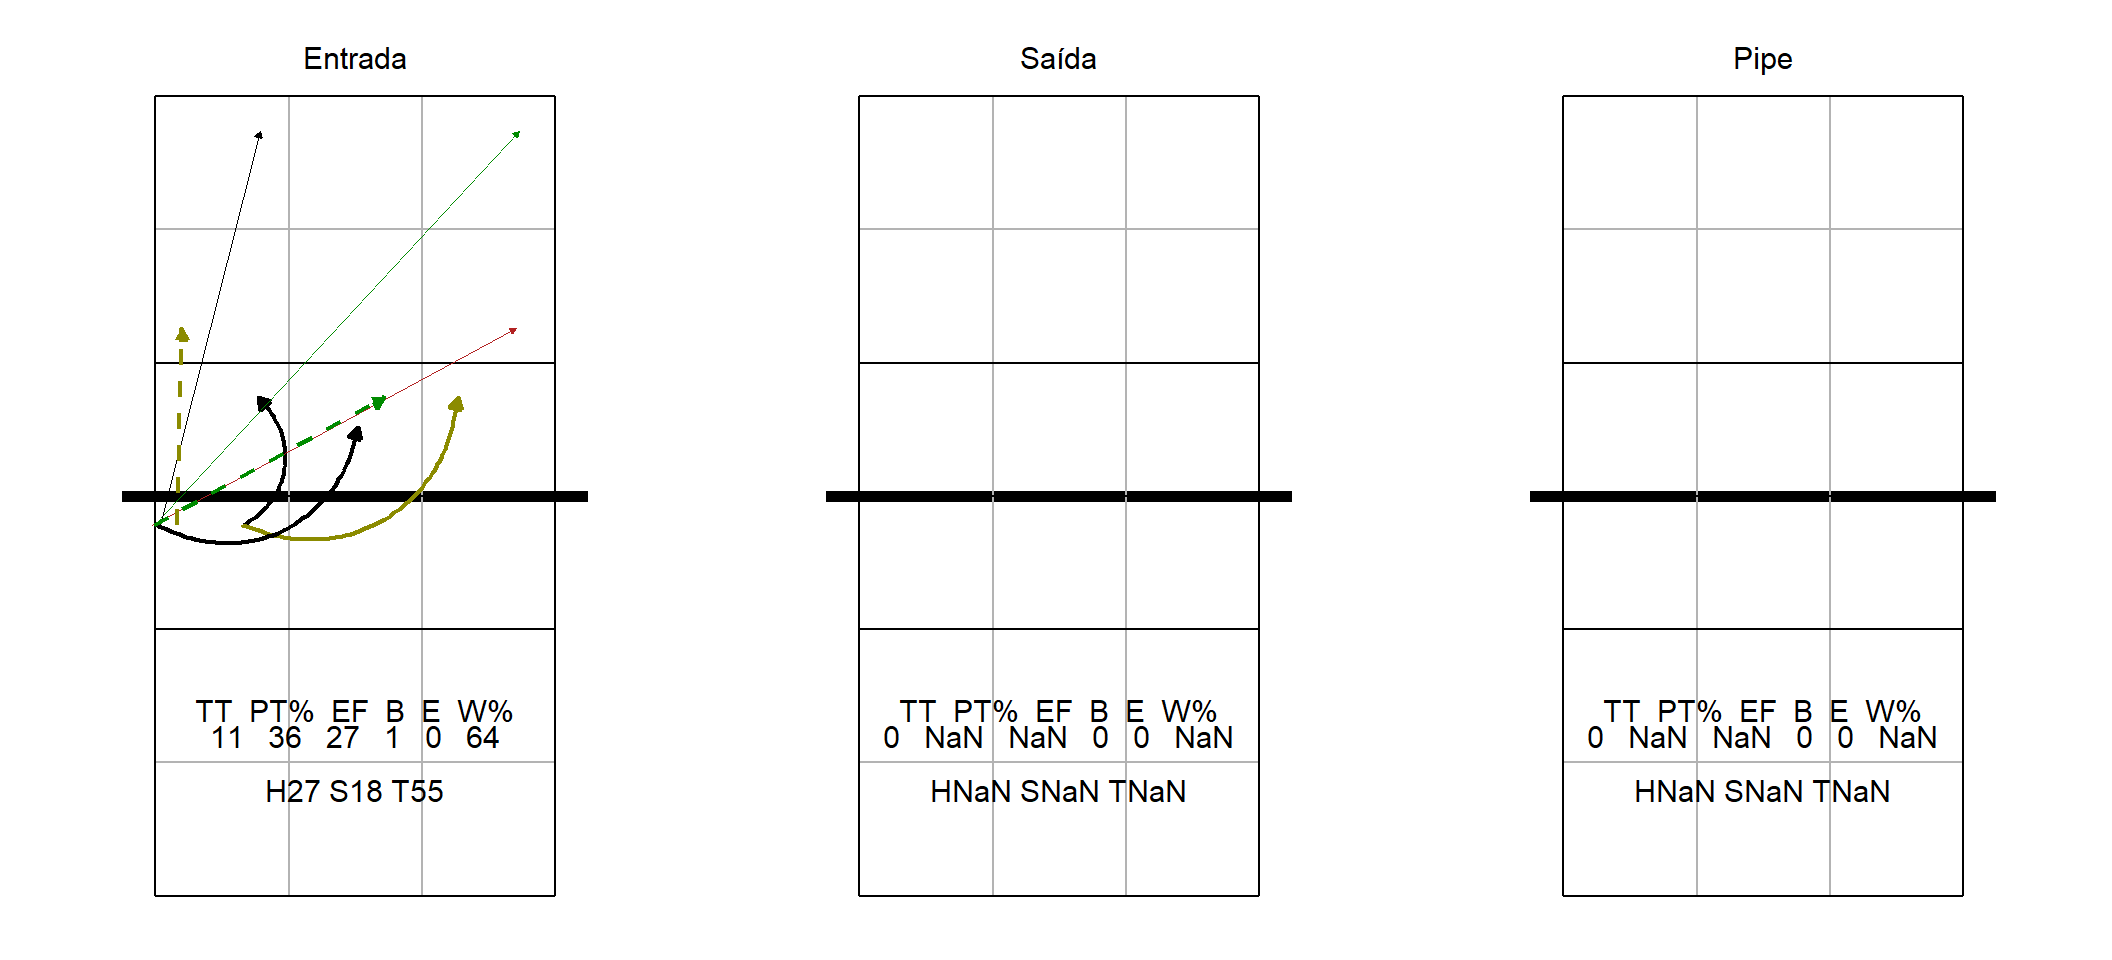 Entrada
TT PT% EF B E W%
11 36 27 1 0 64
H27 S18 T55
Saída
TT PT% EF B E W%
0 NaN NaN 0 0 NaN
HNaN SNaN TNaN
Pipe
TT PT% EF B E W%
0 NaN NaN 0 0 NaN
HNaN SNaN TNaN